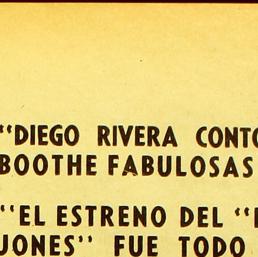 “DIEGO RIVERA CONTO
BOOTHE FABULOSAS
“EL ESTRENO DEL “
JONES” FUE TODO